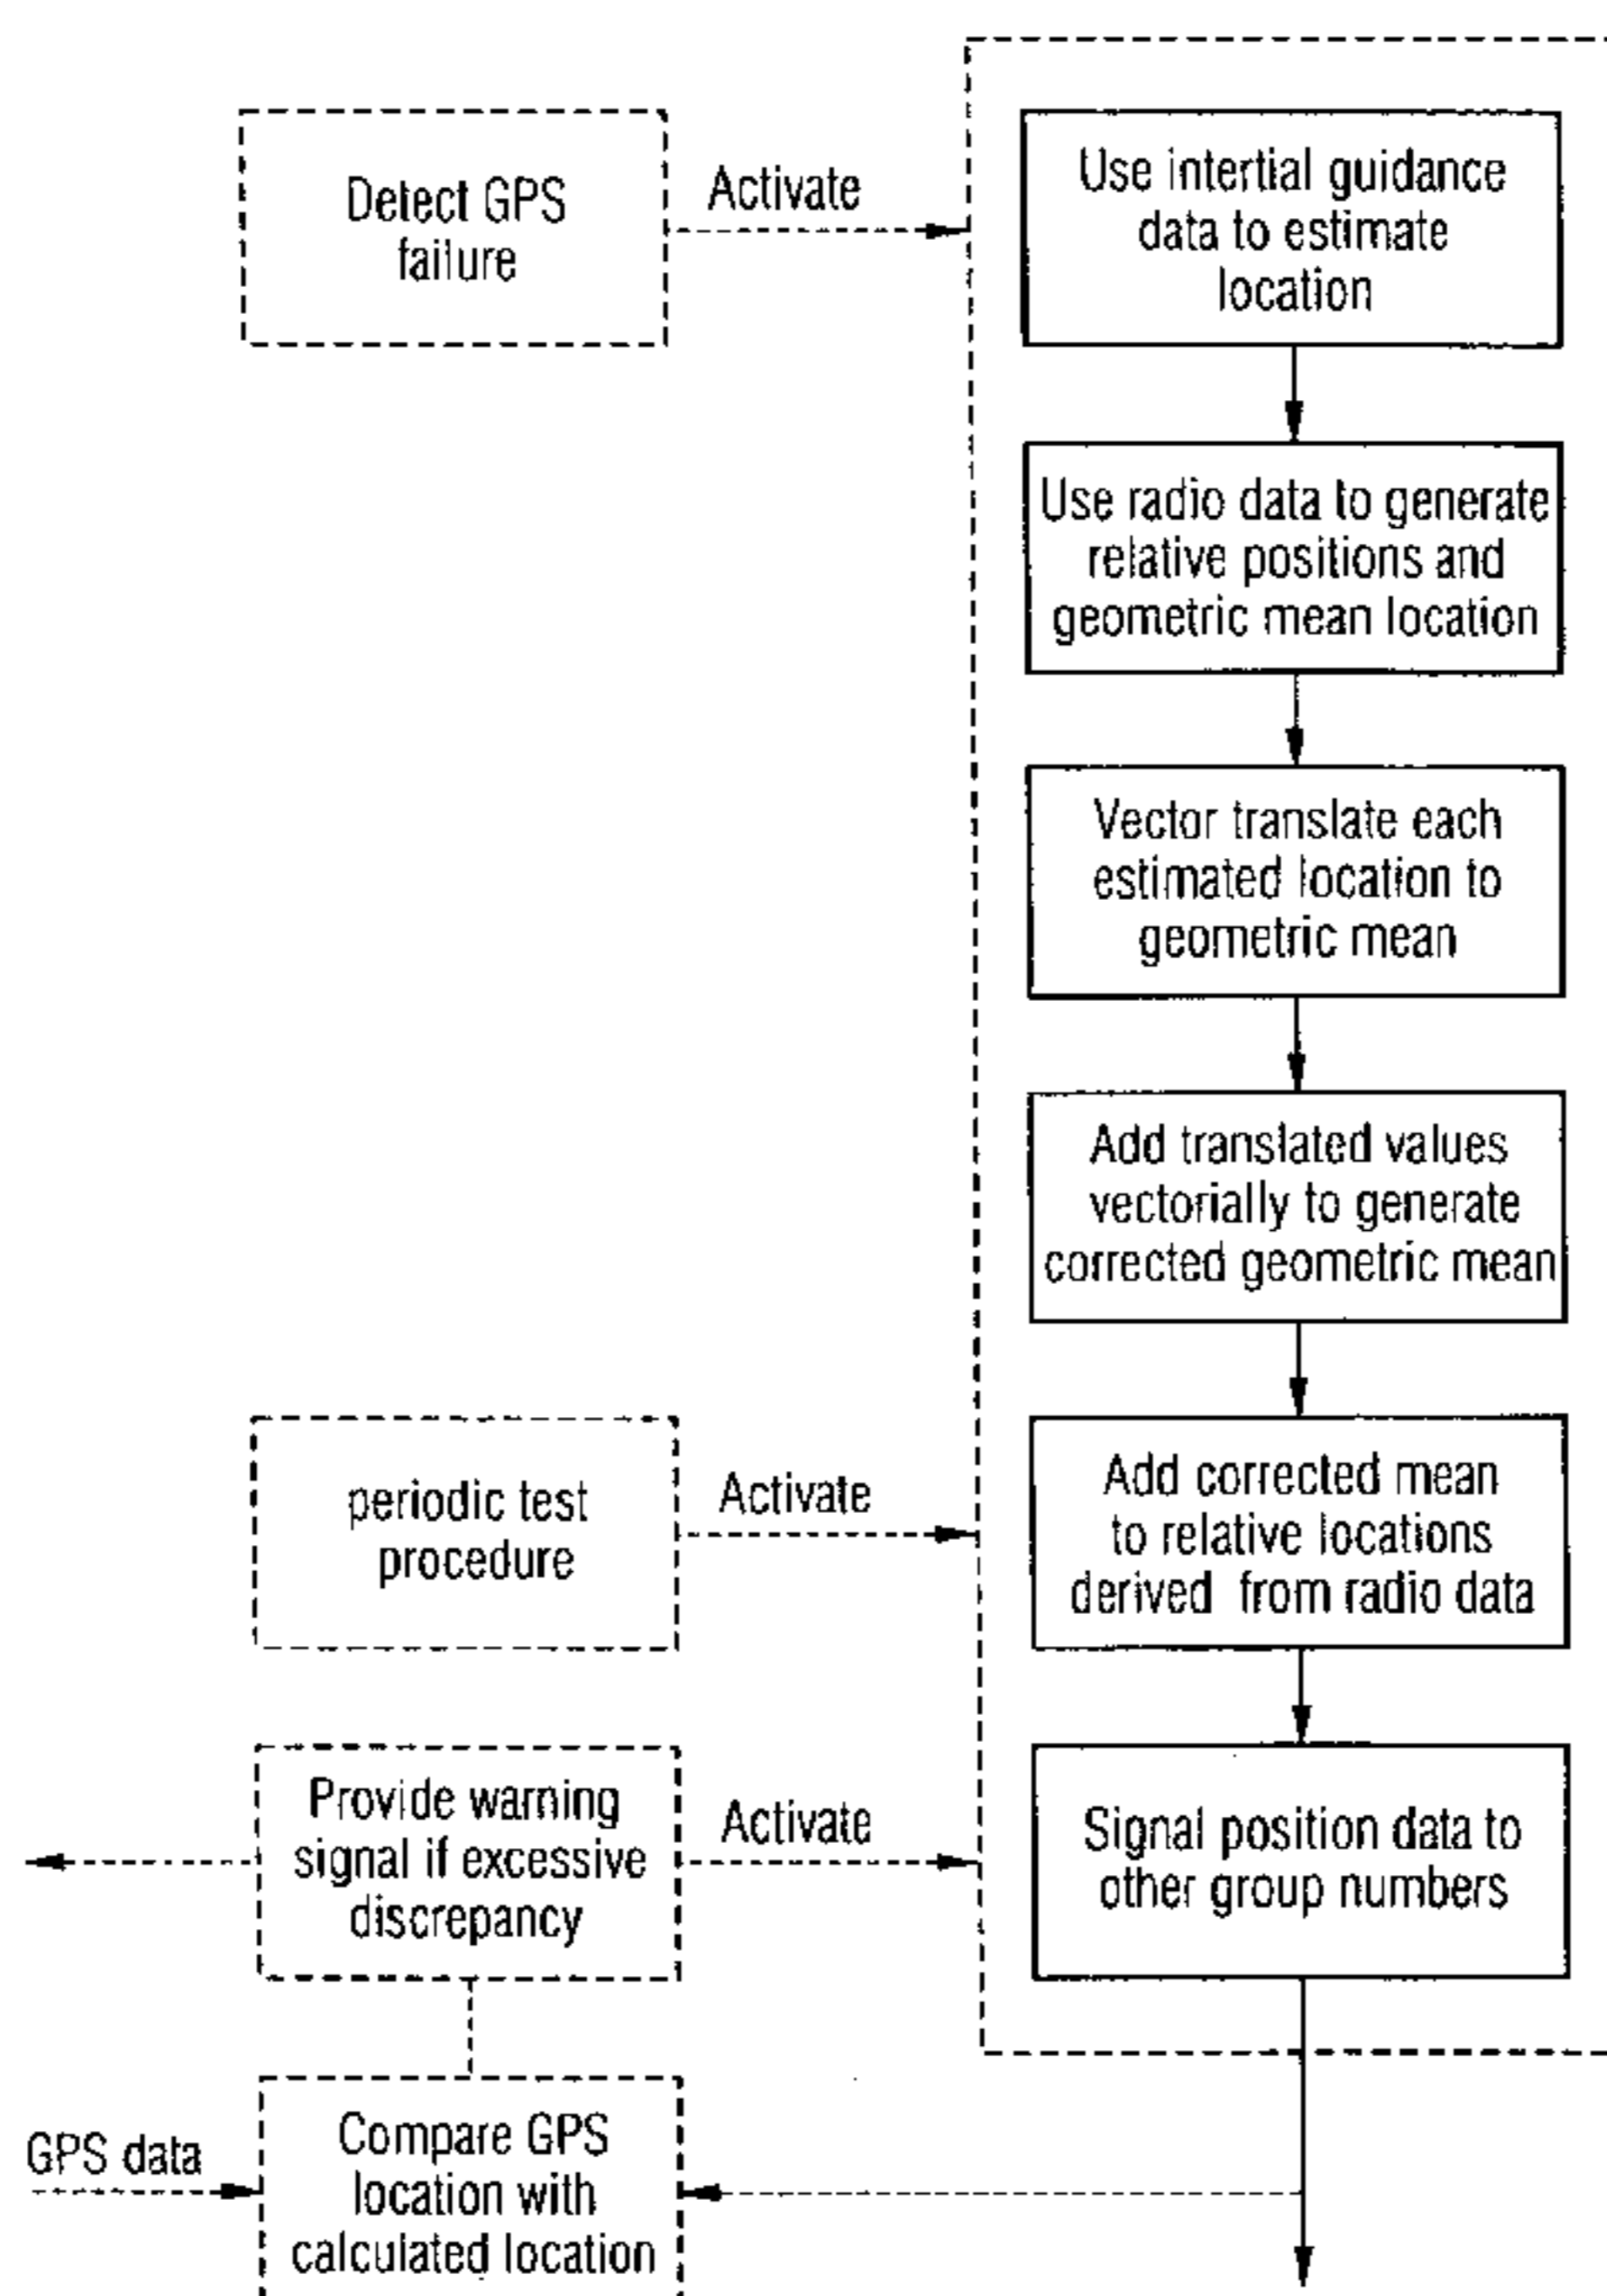 Detect GPS
failure
Activate
Use intertial guidance
data to estimate
location
Use radio data to generate
relative positions and
geometric mean location
Vector translate each
estimated location to
geometric mean
Add translated values
vectorially to generate
corrected geometric mean
periodic test
procedure
Activate
Add corrected mean
to relative locations
derived from radio data
Provide warning
signal if excessive
discrepancy
Activate
Signal position data to
other group numbers
GPS data
Compare GPS
location with
calculated location